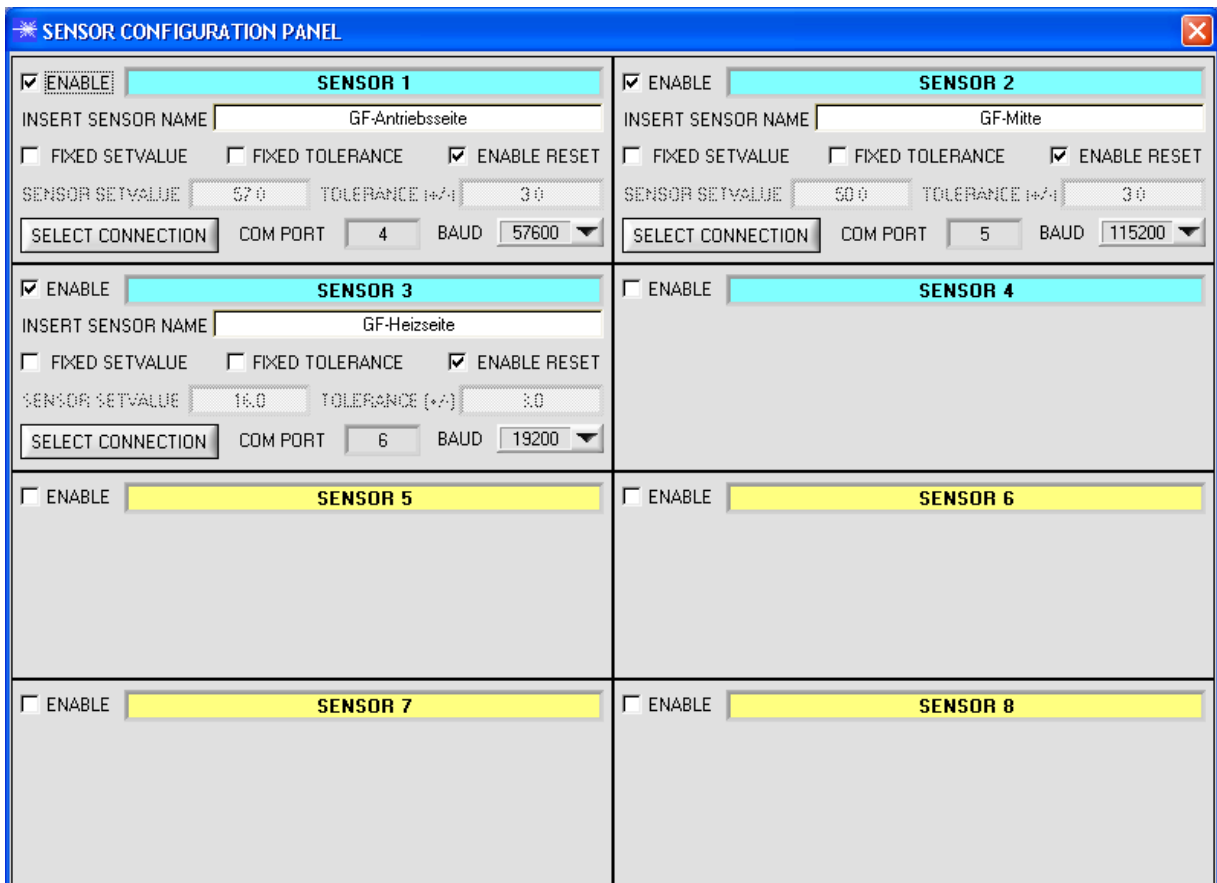 SENSOR CONFIGURATION PANEL
ENABLE SENSOR 1
INSERT SENSOR NAME GF-Antriebsseite
FIXED SETVALUE FIXED TOLERANCE ENABLE RESET
SENSOR SETVALUE 57.0 TOLERANCE (+/-) 3.0
SELECT CONNECTION COM PORT 4 BAUD 57600
ENABLE SENSOR 2
INSERT SENSOR NAME GF-Mitte
FIXED SETVALUE FIXED TOLERANCE ENABLE RESET
SENSOR SETVALUE 50.0 TOLERANCE (+/-) 3.0
SELECT CONNECTION COM PORT 5 BAUD 115200
ENABLE SENSOR 3
INSERT SENSOR NAME GF-Heizseite
FIXED SETVALUE FIXED TOLERANCE ENABLE RESET
SENSOR SETVALUE 16.0 TOLERANCE (+/-)
SELECT CONNECTION COM PORT 6 BAUD 19200
ENABLE SENSOR 4
ENABLE SENSOR 5
ENABLE SENSOR 6
ENABLE SENSOR 7
ENABLE SENSOR 8